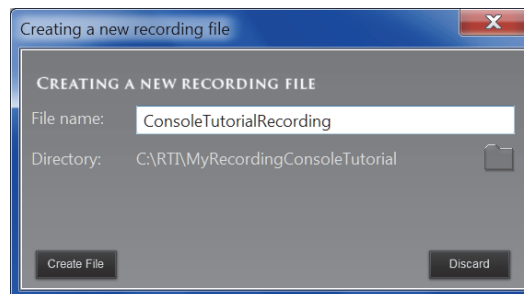 Creating a new recording file
CREATING A NEW RECORDING FILE
File name: ConsoleTutorialRecording
Directory: C:\RTI\MyRecordingConsoleTutorial
Create File Discard